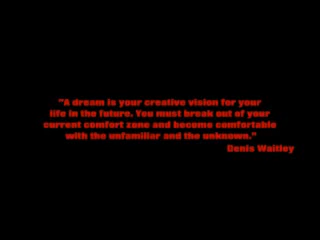 "A dream is your creative vision for your
life in the future. You must break out of your
current comfort zone and become comfortable
with the unfamiliar and the unknown."
Denis Waitley